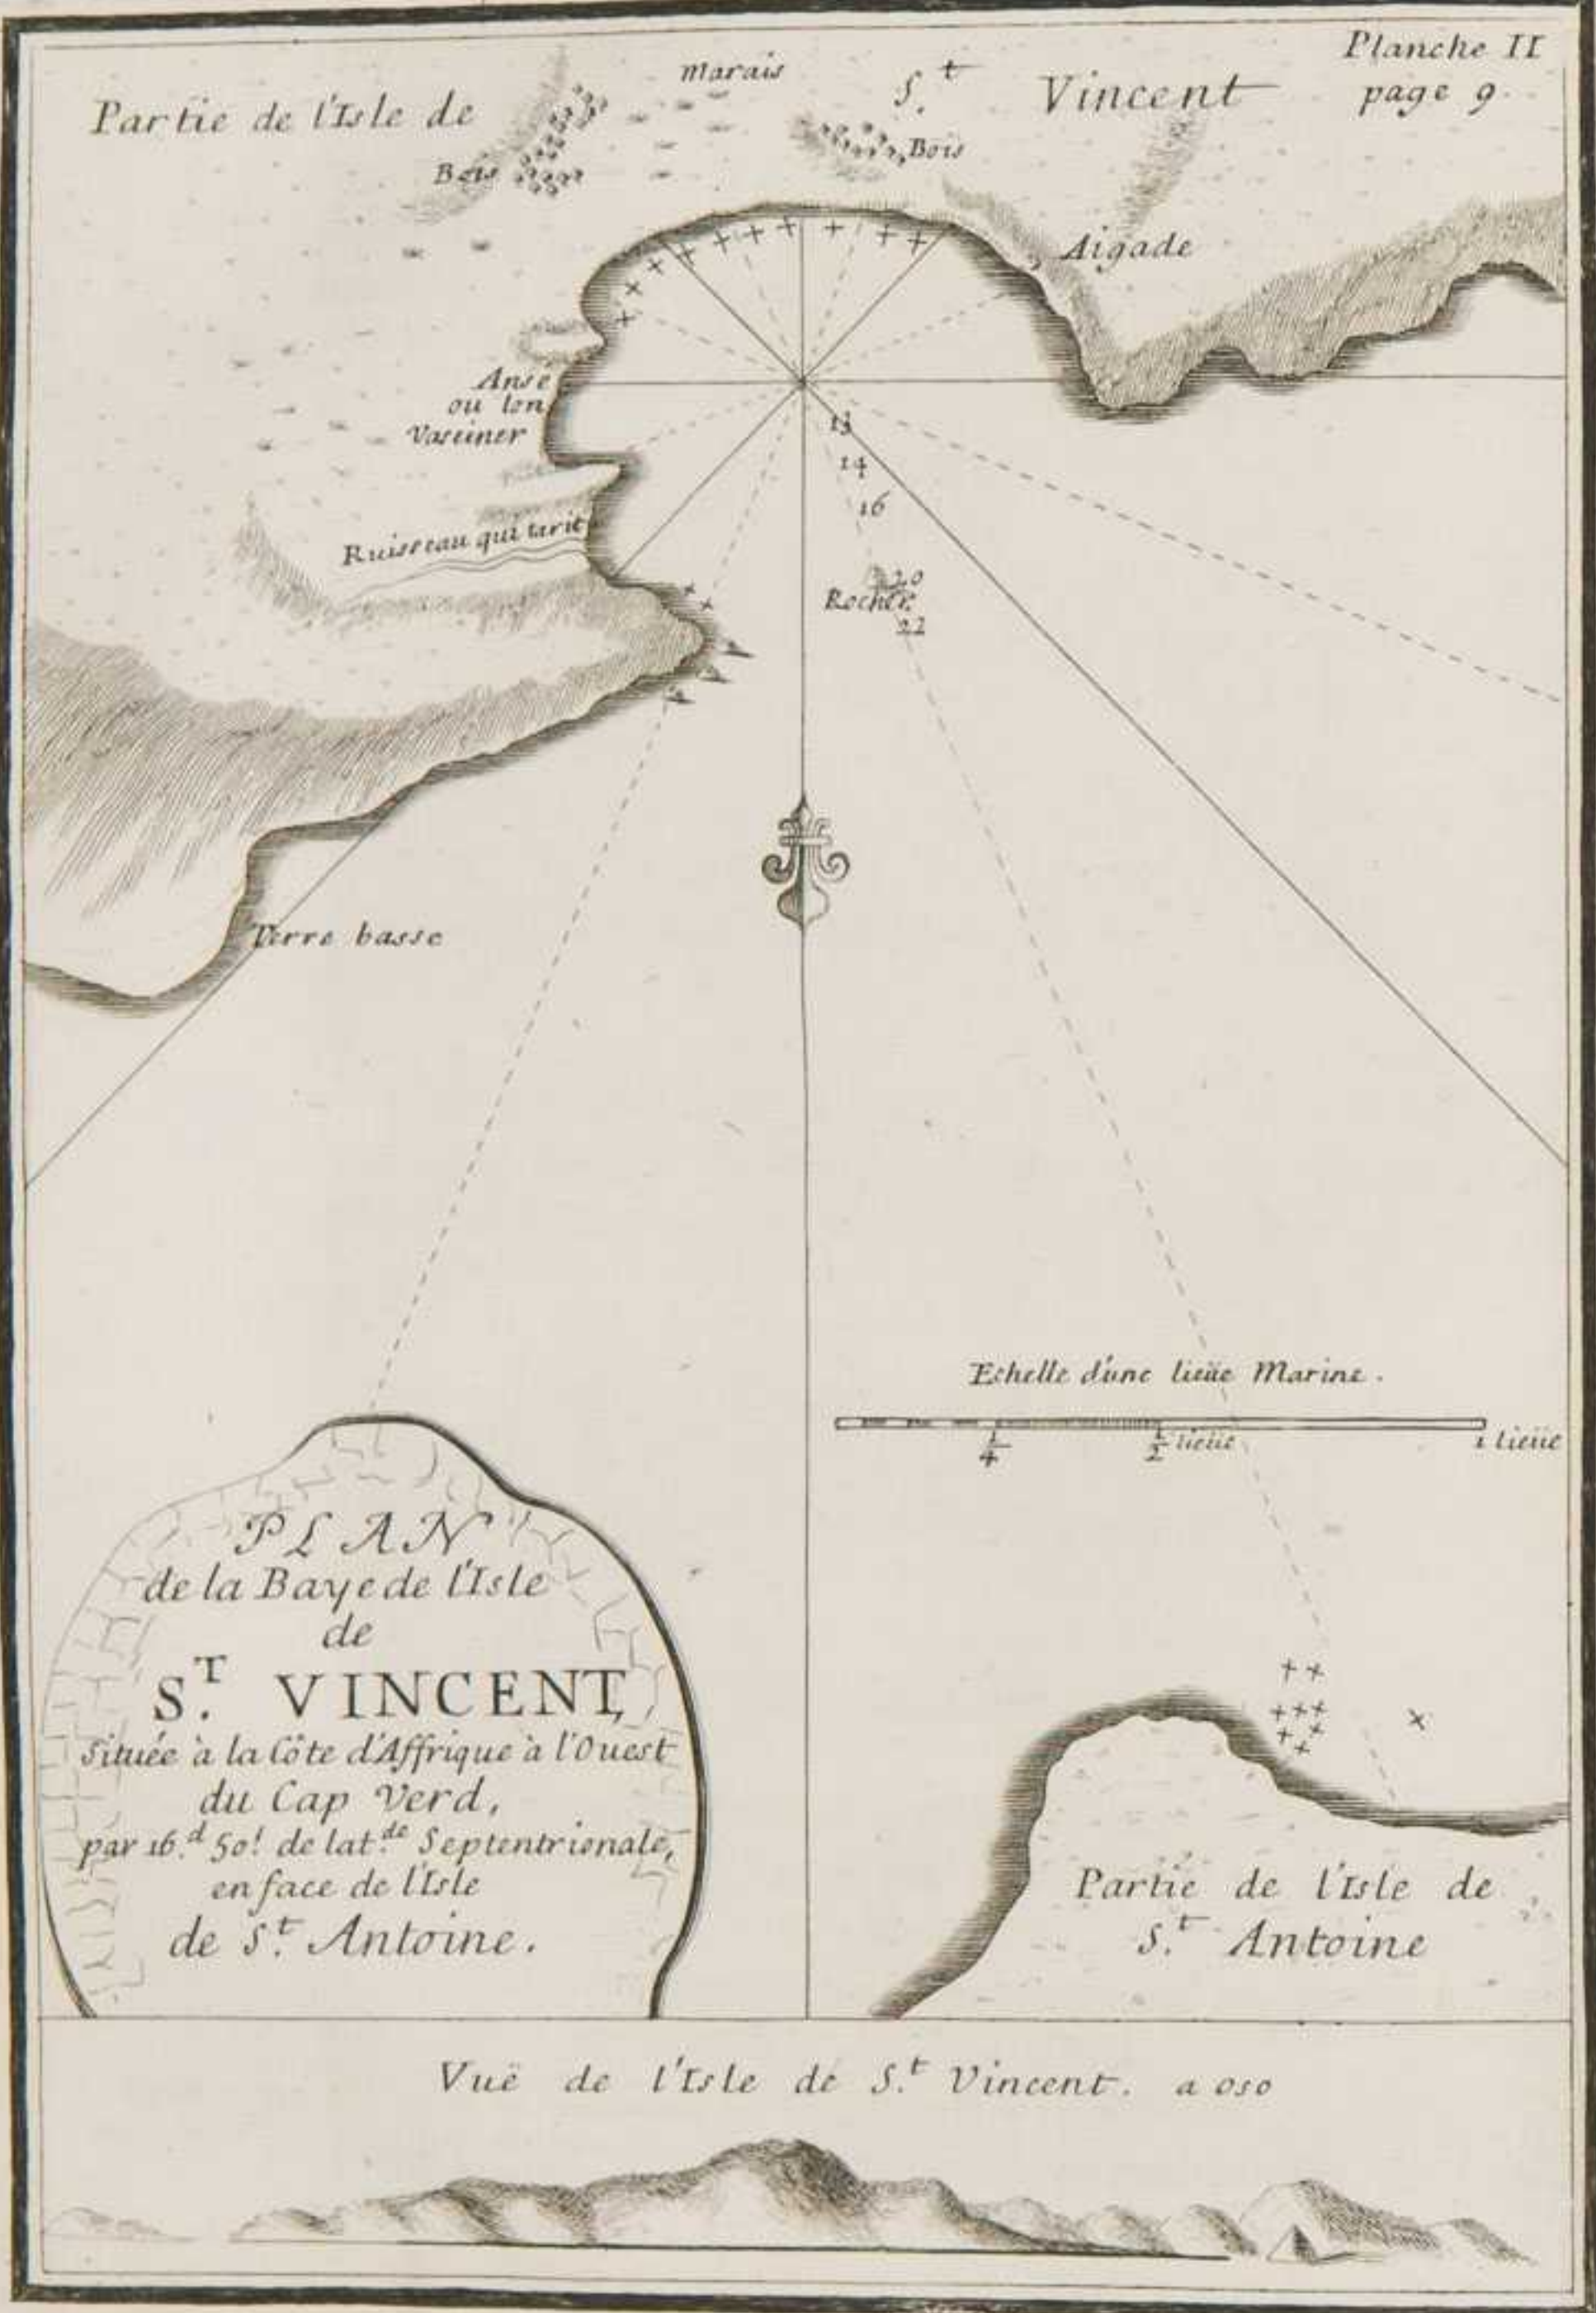 Planche II
page 9.
Partie de l'Isle de S.t Vincent
Marais
Bois
Bois
Aigade
Anse
ou lon
13
14
16
Ruisseau qui tarit
20
Rocher
22
Terre basse
Echelle d'une lieüe Marine.
1/4
1/2 lieüe
1 lieüe
PLAN
de la Baye de l'Isle
de
S.T VINCENT,
Située à la Côte d'Affrique à l'Ouest
du Cap Verd,
par 16.d 50! de lat.de Septentrionale,
en face de l'Isle
de S.t Antoine.
Partie de l'Isle de
S.t Antoine
Vuë de l'Isle de S.t Vincent. a oso